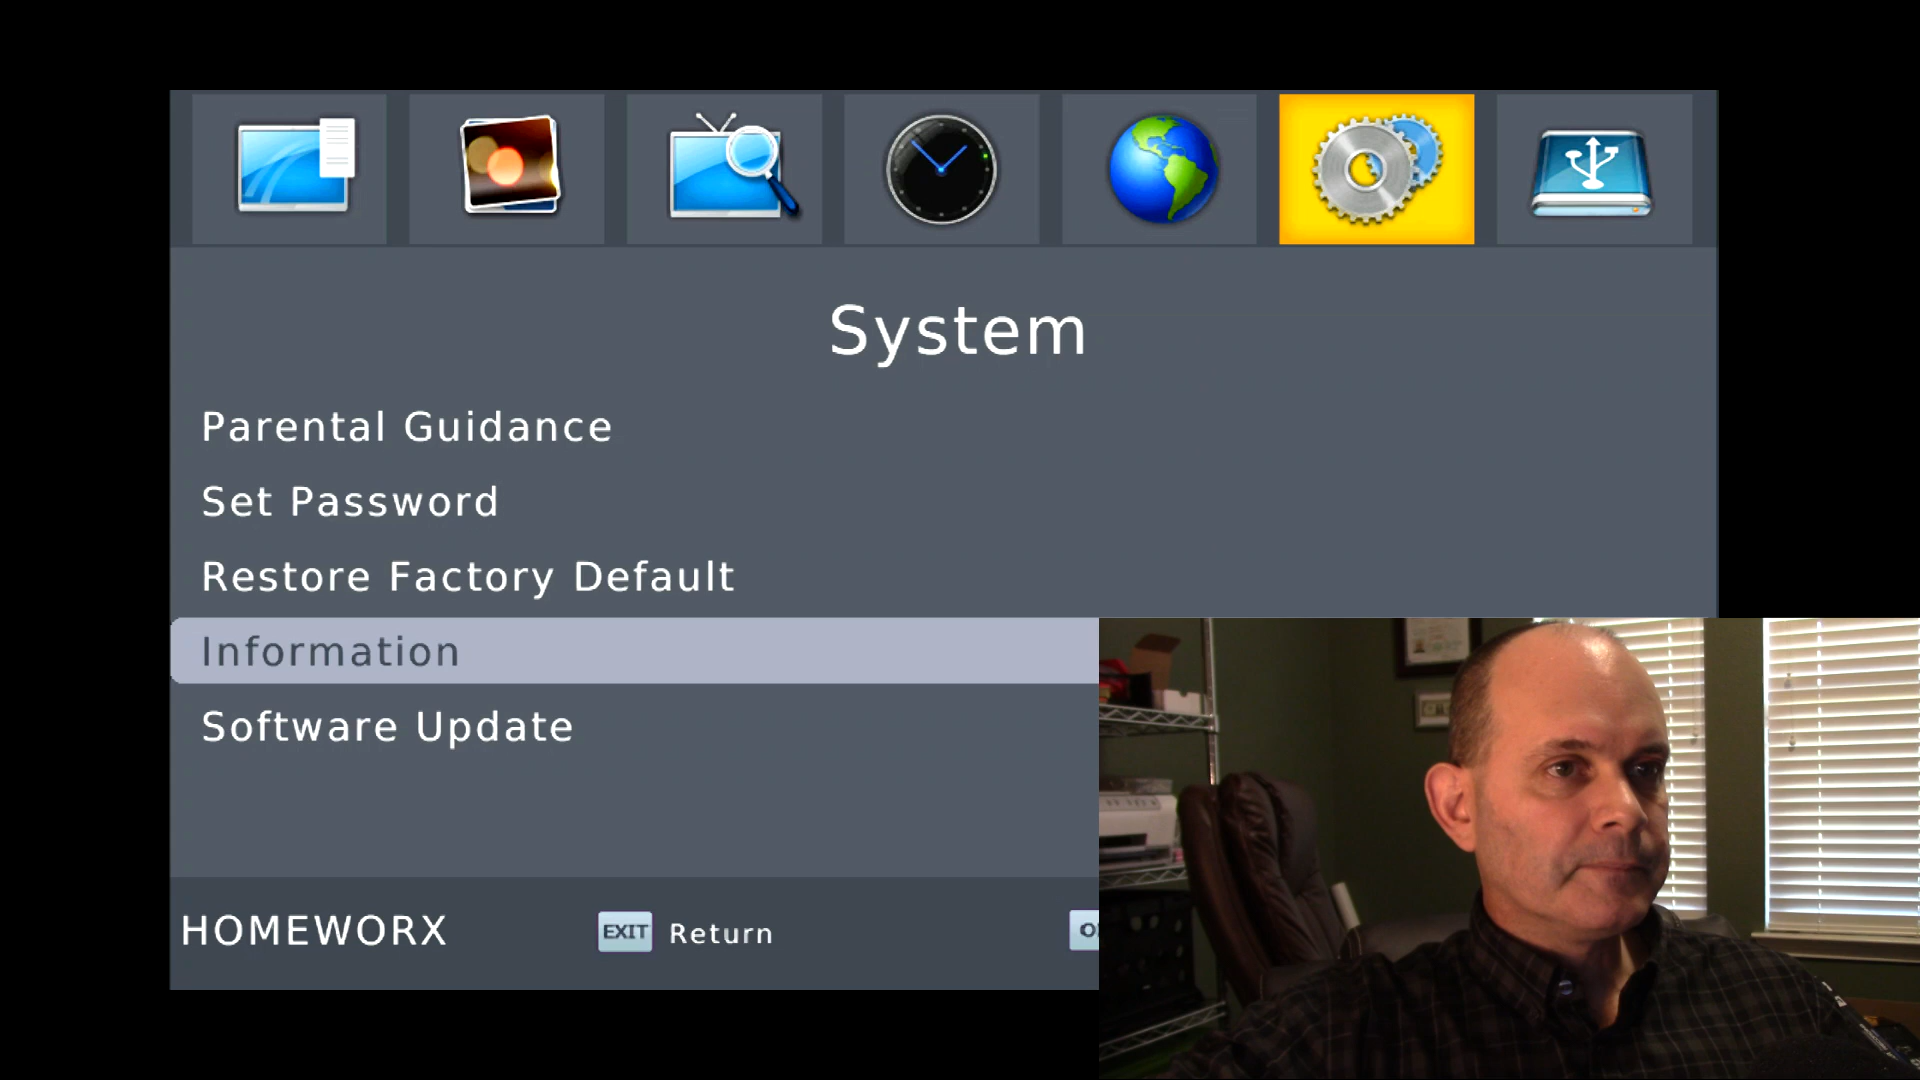 System
Parental Guidance
Set Password
Restore Factory Default
Information
Software Update
HOMEWORX
EXIT Return